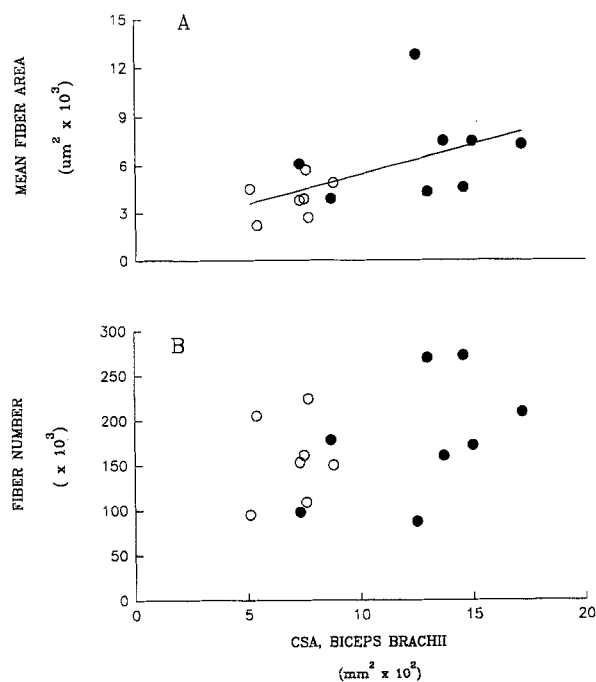 A
MEAN FIBER AREA
(um² x 10³)
15
12
9
6
3
0
B
FIBER NUMBER
( x 10³)
300
250
200
150
100
50
0
0 5 10 15 20
CSA, BICEPS BRACHII
(mm² x 10²)